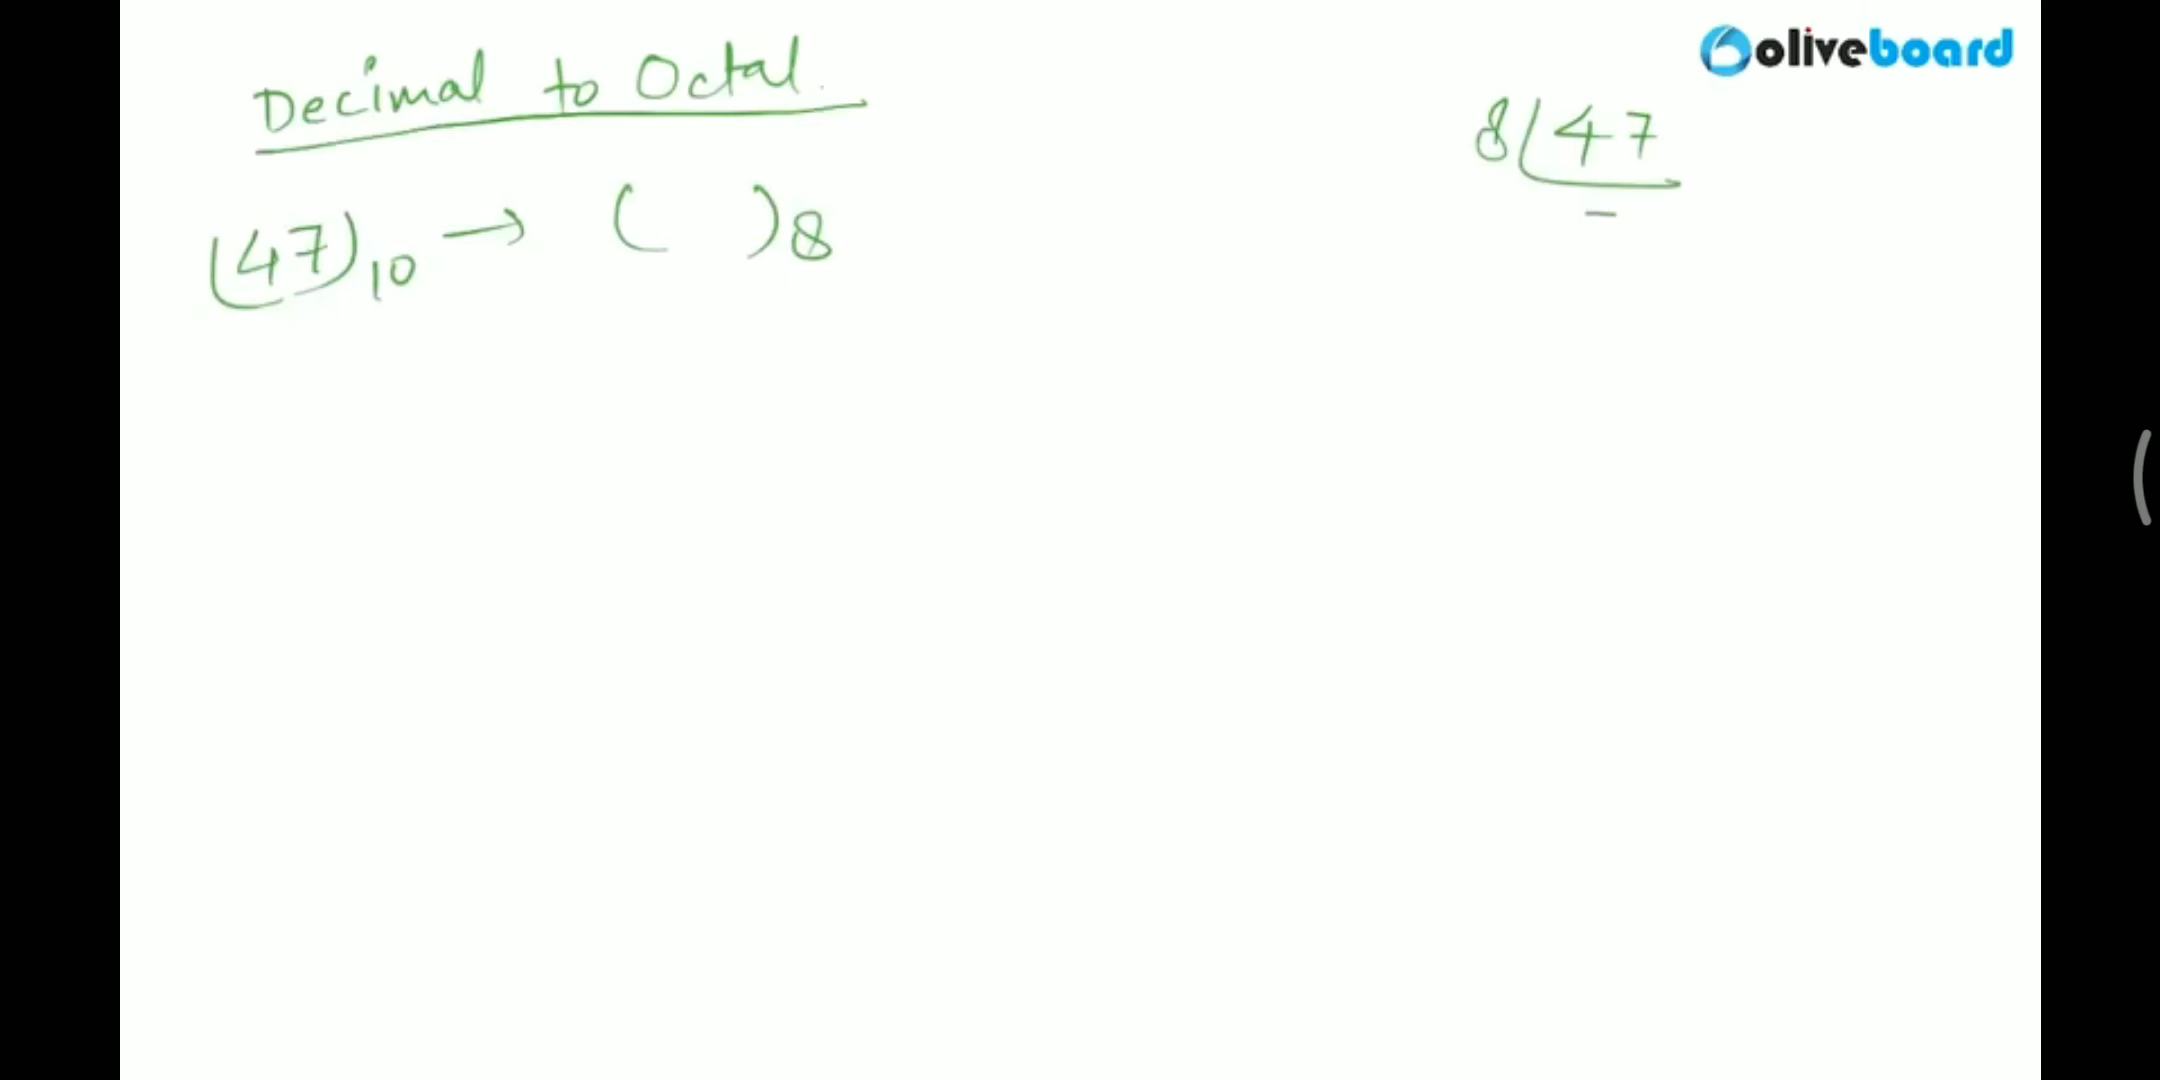 oliveboard
Decimal to Octal.
8 47
(47)10 → ( )8